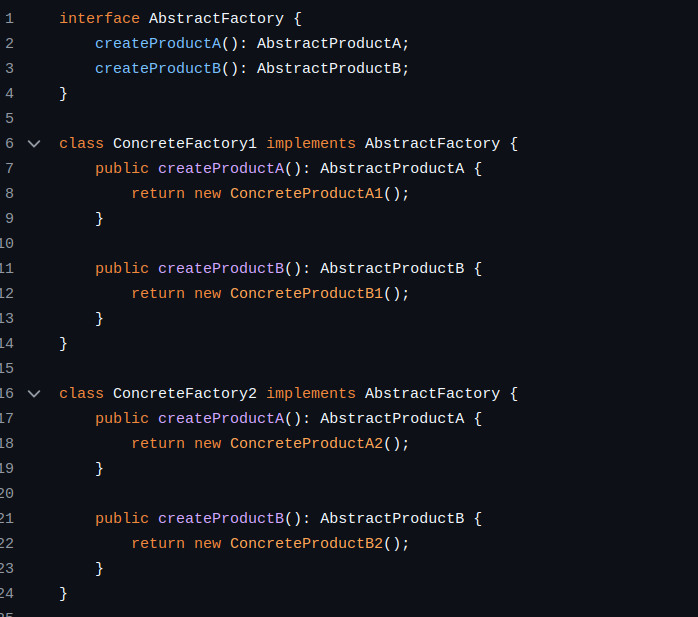 1 interface AbstractFactory {
2 createProductA(): AbstractProductA;
3 createProductB(): AbstractProductB;
4 }
5
6 class ConcreteFactory1 implements AbstractFactory {
7 public createProductA(): AbstractProductA {
8 return new ConcreteProductA1();
9 }
10
11 public createProductB(): AbstractProductB {
12 return new ConcreteProductB1();
13 }
14 }
15
16 class ConcreteFactory2 implements AbstractFactory {
17 public createProductA(): AbstractProductA {
18 return new ConcreteProductA2();
19 }
20
21 public createProductB(): AbstractProductB {
22 return new ConcreteProductB2();
23 }
24 }